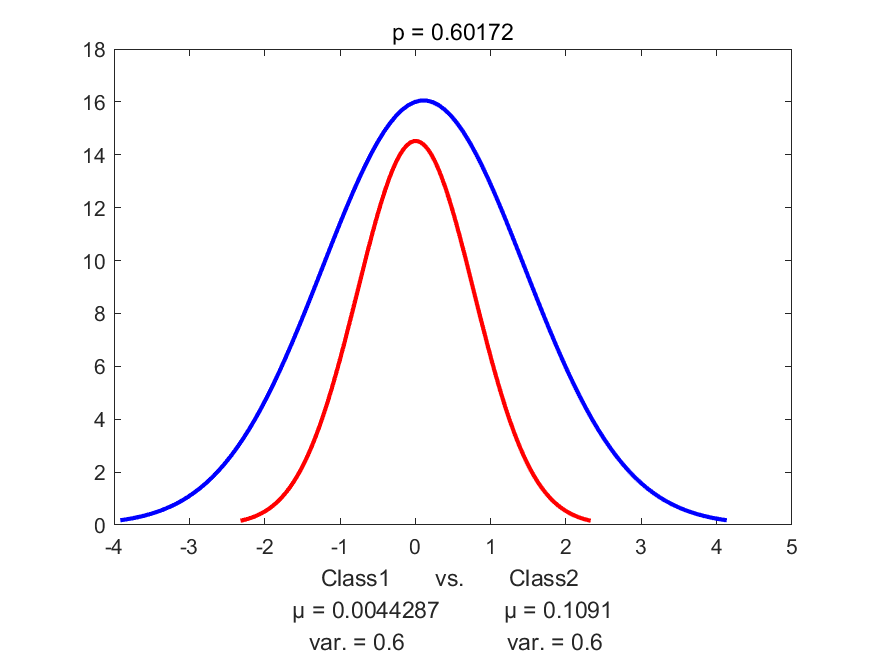 p = 0.60172
18
16
14
12
10
8
6
4
2
0
-4 -3 -2 -1 0 1 2 3 4 5
Class1 vs. Class2
μ = 0.0044287 μ = 0.1091
var. = 0.6 var. = 0.6